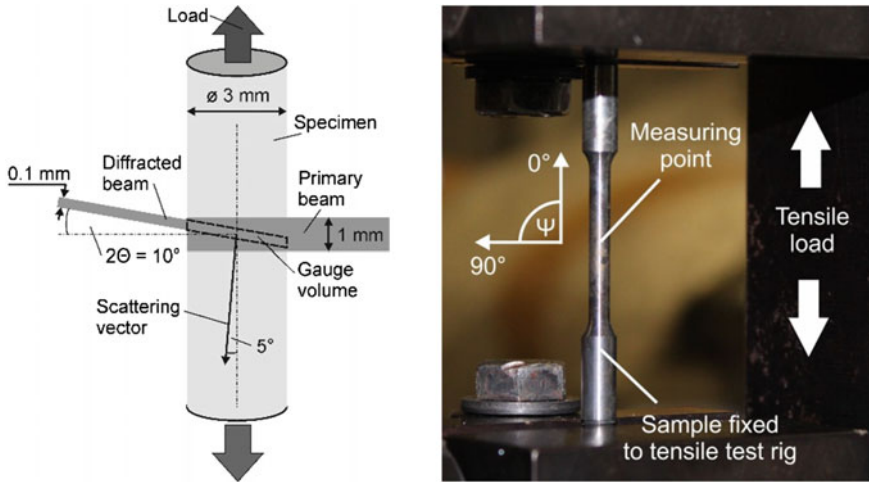 Load
ø 3 mm
Specimen
Diffracted
beam
0.1 mm
Primary
beam
1 mm
2Θ = 10°
Gauge
volume
Scattering
vector
5°
Measuring
point
0°
Ψ
90°
Tensile
load
Sample fixed
to tensile test rig